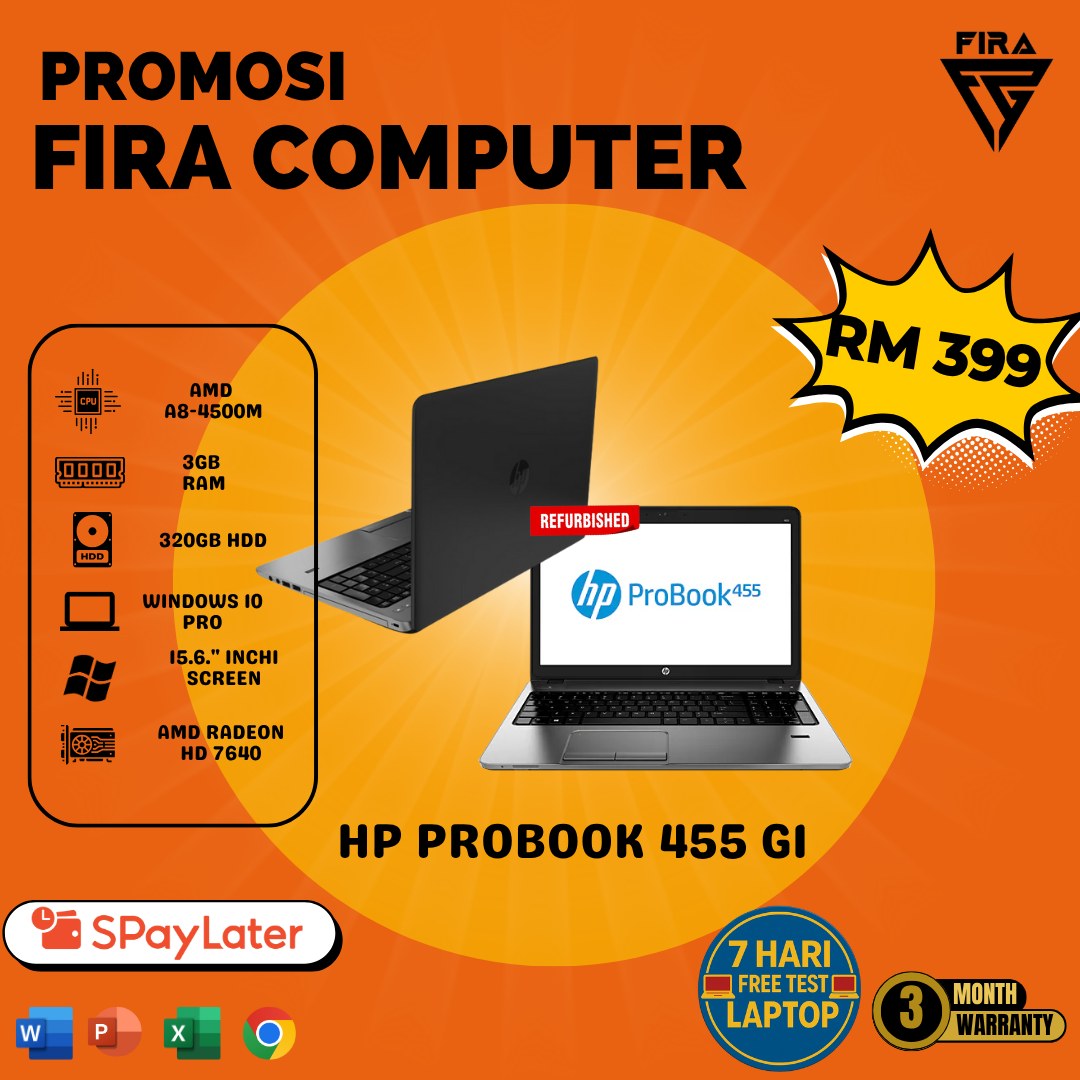 PROMOSI
FIRA COMPUTER
FIRA
RM 399
CPU
AMD
A8-4500M
3GB
RAM
HDD
320GB HDD
WINDOWS 10
PRO
15.6." INCHI
SCREEN
AMD RADEON
HD 7640
REFURBISHED
hp ProBook455
HP PROBOOK 455 G1
SPayLater
7 HARI
FREE TEST
LAPTOP
3 MONTH
WARRANTY
W
P
X